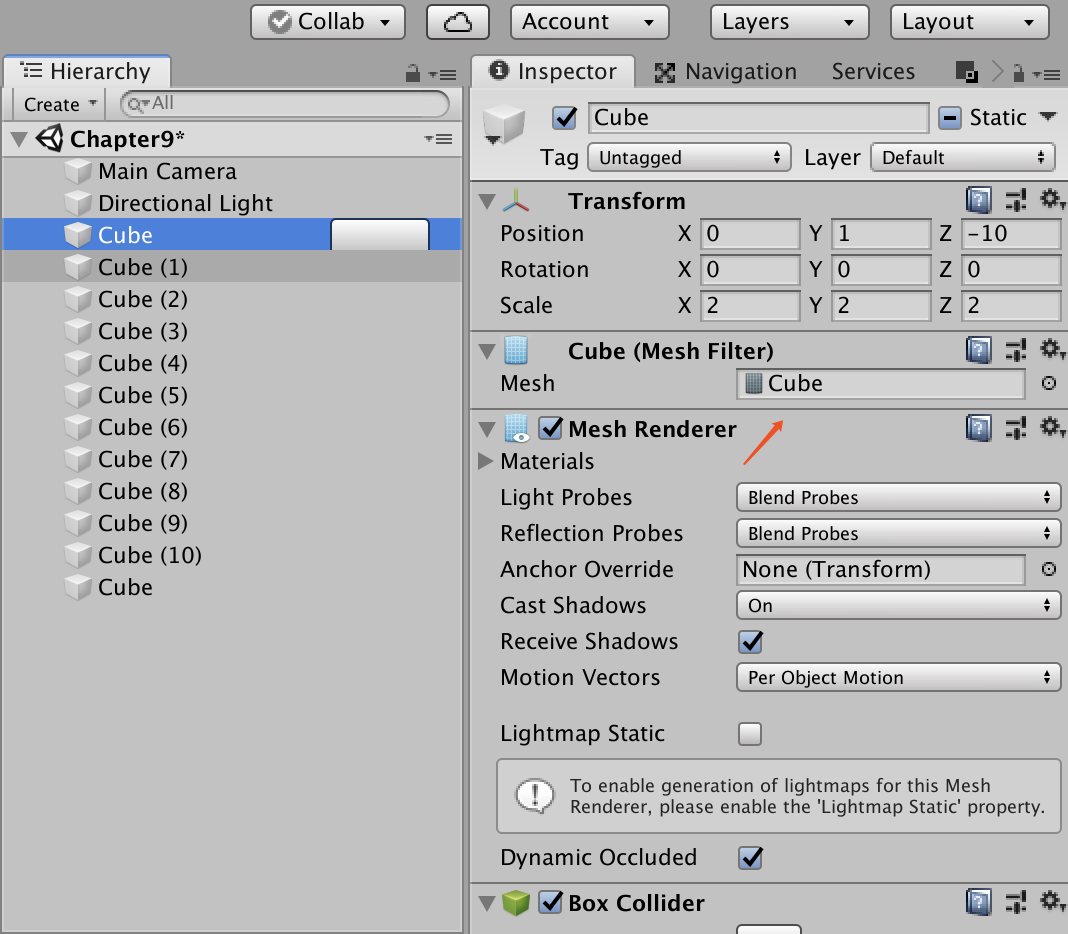 Collab
Account
Layers
Layout
Hierarchy
Create
All
Chapter9*
Main Camera
Directional Light
Cube
Cube (1)
Cube (2)
Cube (3)
Cube (4)
Cube (5)
Cube (6)
Cube (7)
Cube (8)
Cube (9)
Cube (10)
Cube
Inspector
Navigation
Services
Cube
Static
Tag Untagged Layer Default
Transform
Position X 0 Y 1 Z -10
Rotation X 0 Y 0 Z 0
Scale X 2 Y 2 Z 2
Cube (Mesh Filter)
Mesh Cube
Mesh Renderer
Materials
Light Probes Blend Probes
Reflection Probes Blend Probes
Anchor Override None (Transform)
Cast Shadows On
Receive Shadows
Motion Vectors Per Object Motion
Lightmap Static
To enable generation of lightmaps for this Mesh
Renderer, please enable the 'Lightmap Static' property.
Dynamic Occluded
Box Collider